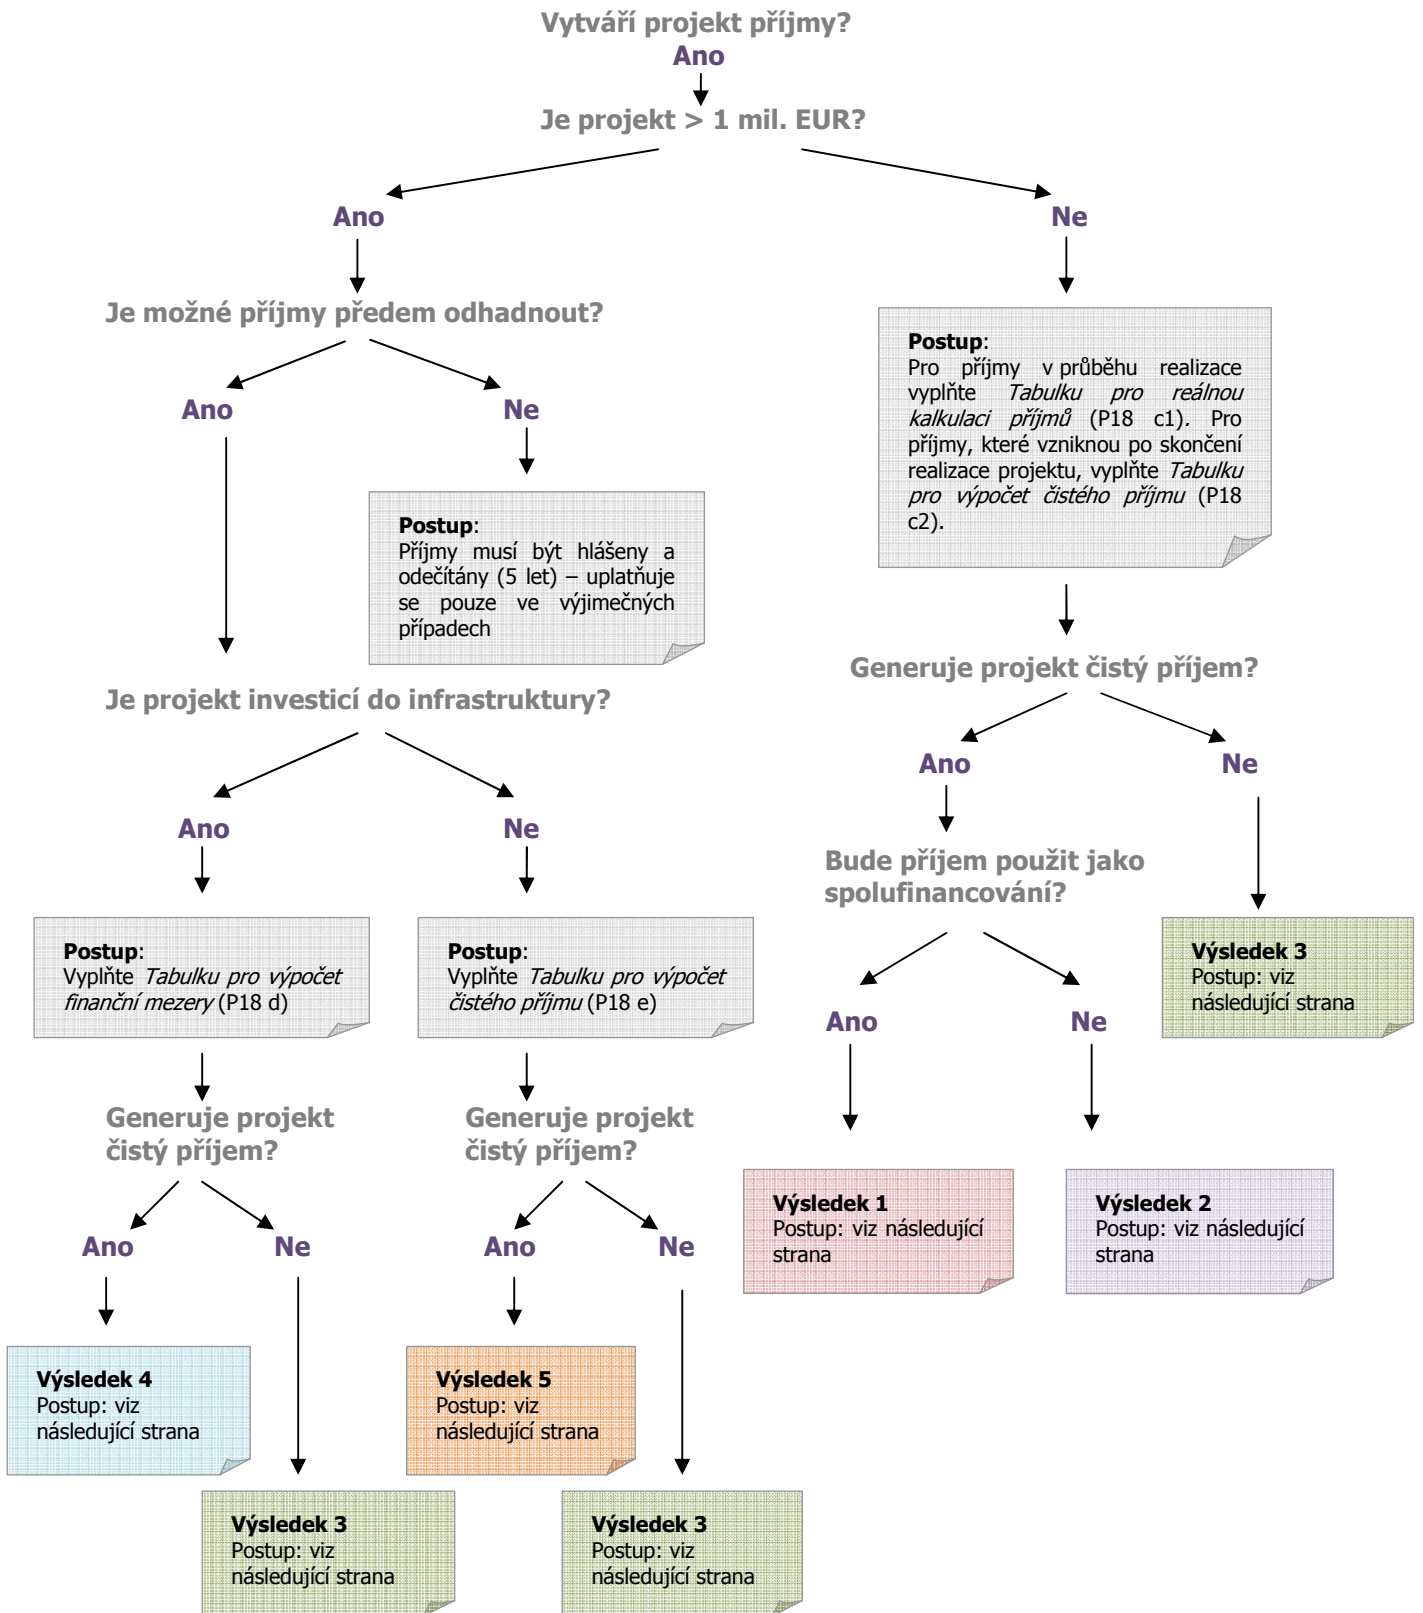 Vytváří projekt příjmy?
Ano
Je projekt > 1 mil. EUR?
Ano
Ne
Je možné příjmy předem odhadnout?
Postup:
Pro příjmy v průběhu realizace
vyplňte Tabulku pro reálnou
kalkulaci příjmů (P18 c1). Pro
příjmy, které vzniknou po skončení
realizace projektu, vyplňte Tabulku
pro výpočet čistého příjmu (P18
c2).
Ano
Ne
Postup:
Příjmy musí být hlášeny a
odečítány (5 let) – uplatňuje
se pouze ve výjimečných
případech
Generuje projekt čistý příjem?
Je projekt investicí do infrastruktury?
Ano
Ne
Ano
Ne
Bude příjem použit jako
spolufinancování?
Postup:
Vyplňte Tabulku pro výpočet
finanční mezery (P18 d)
Postup:
Vyplňte Tabulku pro výpočet
čistého příjmu (P18 e)
Výsledek 3
Postup: viz
následující strana
Ano
Ne
Generuje projekt
čistý příjem?
Generuje projekt
čistý příjem?
Výsledek 1
Postup: viz následující
strana
Výsledek 2
Postup: viz následující
strana
Ano
Ne
Ano
Ne
Výsledek 4
Postup: viz
následující strana
Výsledek 5
Postup: viz
následující strana
Výsledek 3
Postup: viz
následující strana
Výsledek 3
Postup: viz
následující strana